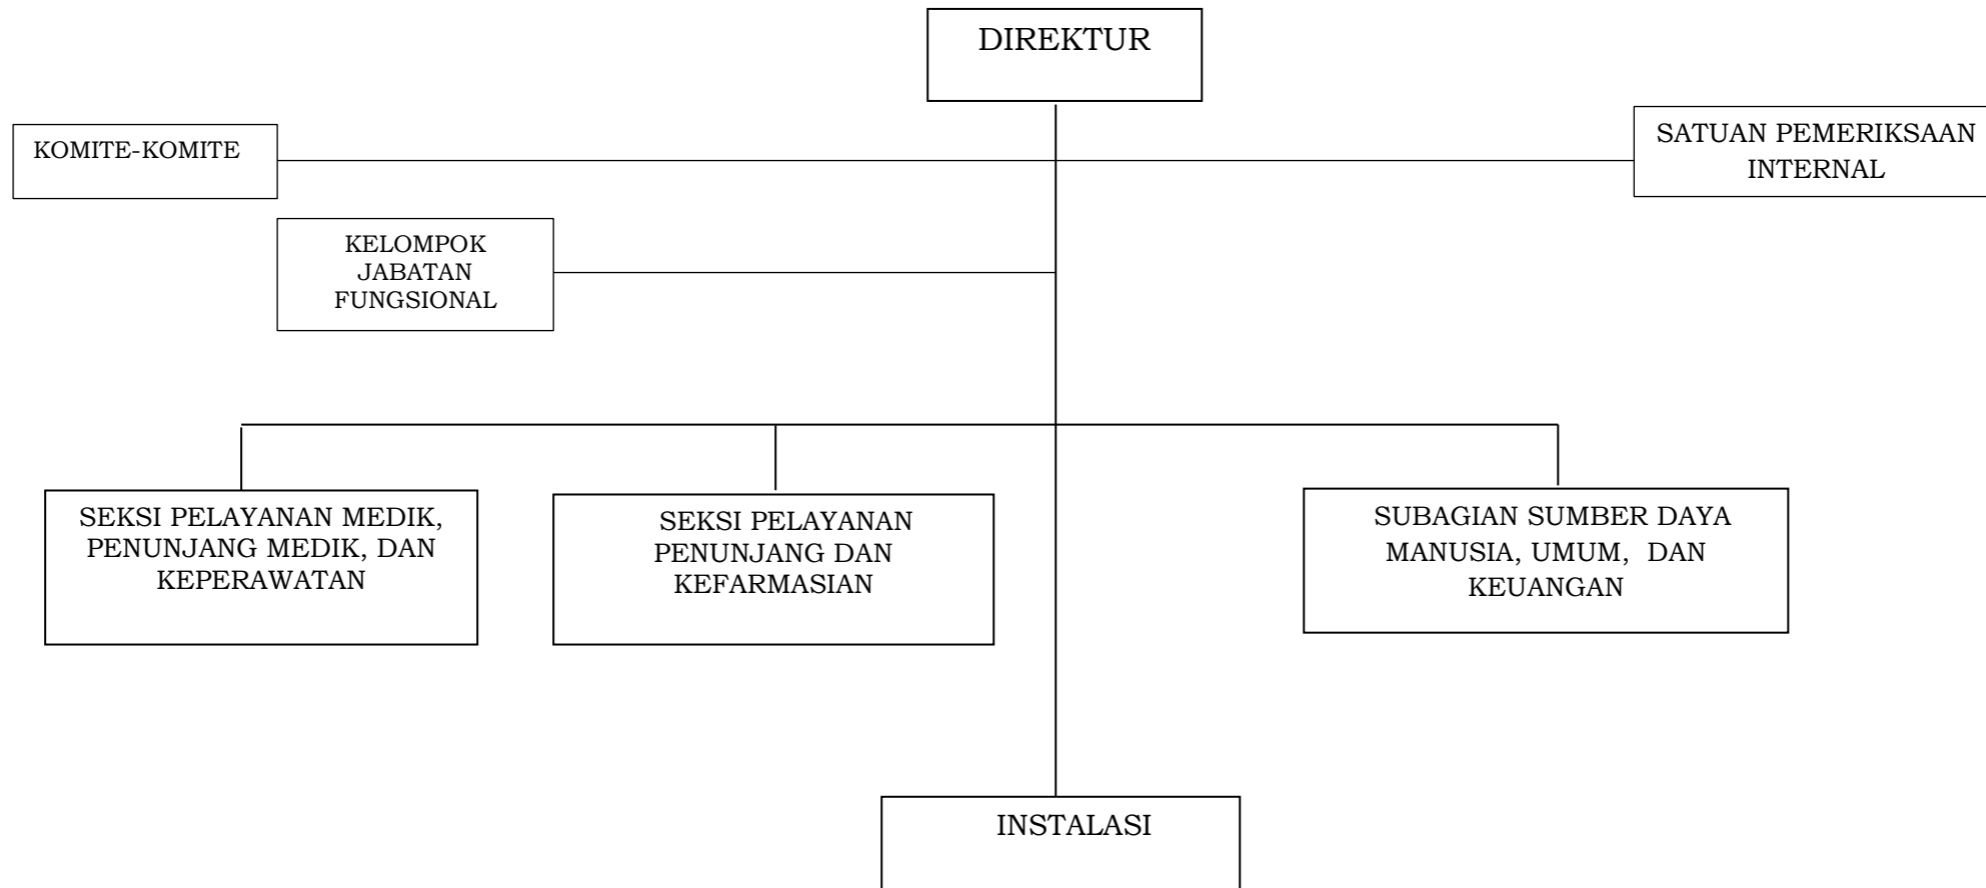 DIREKTUR
KOMITE-KOMITE
SATUAN PEMERIKSAAN
INTERNAL
KELOMPOK
JABATAN
FUNGSIONAL
SEKSI PELAYANAN MEDIK,
PENUNJANG MEDIK, DAN
KEPERAWATAN
SEKSI PELAYANAN
PENUNJANG DAN
KEFARMASIAN
SUBAGIAN SUMBER DAYA
MANUSIA, UMUM, DAN
KEUANGAN
INSTALASI